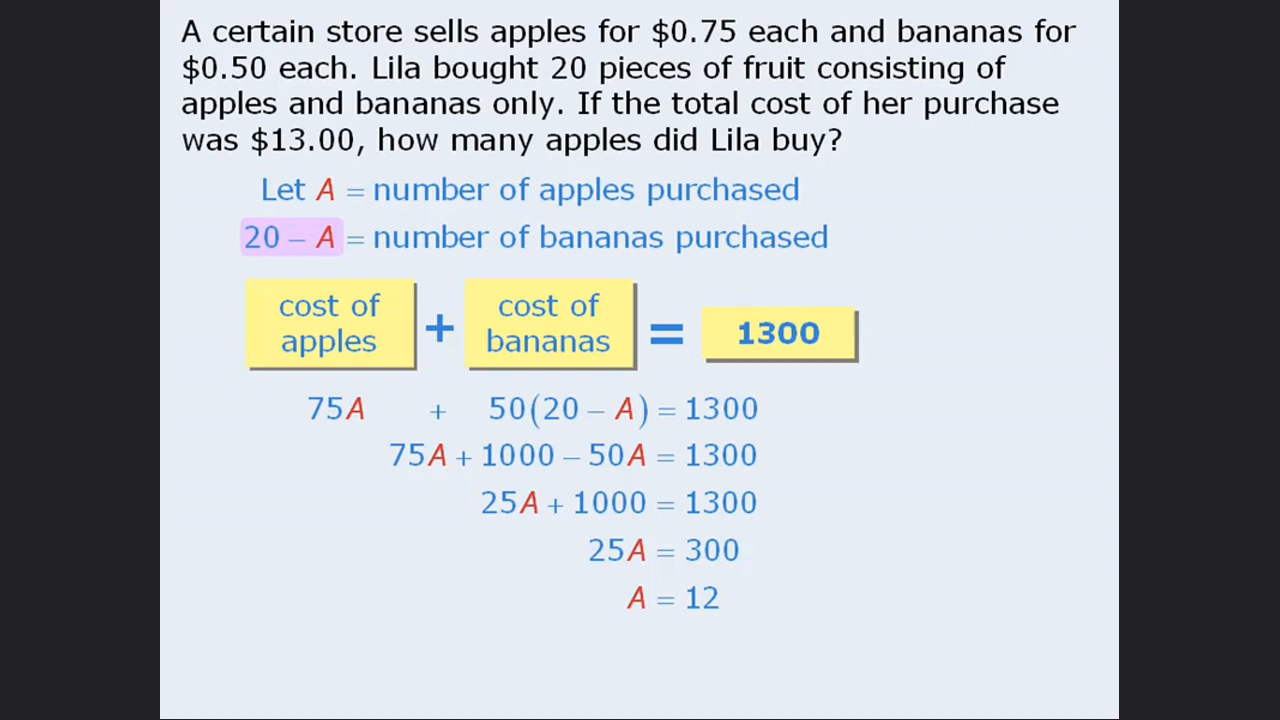 A certain store sells apples for $0.75 each and bananas for
$0.50 each. Lila bought 20 pieces of fruit consisting of
apples and bananas only. If the total cost of her purchase
was $13.00, how many apples did Lila buy?
Let A = number of apples purchased
20 – A = number of bananas purchased
cost of apples + cost of bananas = 1300
75A + 50(20 – A) = 1300
75A + 1000 – 50A = 1300
25A + 1000 = 1300
25A = 300
A = 12